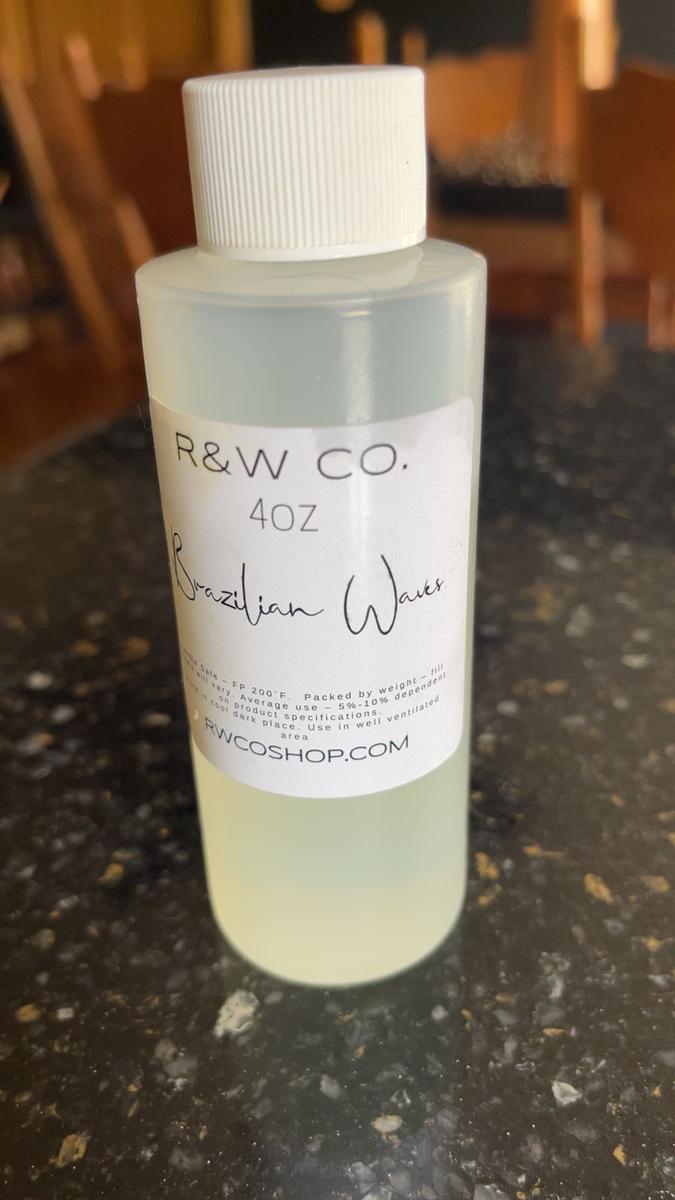 R&W CO.
4OZ
Brazilian Waves
Safe – FP 200°F. Packed by weight – fill
will vary. Average use – 5%-10% dependent
on product specifications.
in cool dark place. Use in well ventilated
area
RWCOSHOP.COM